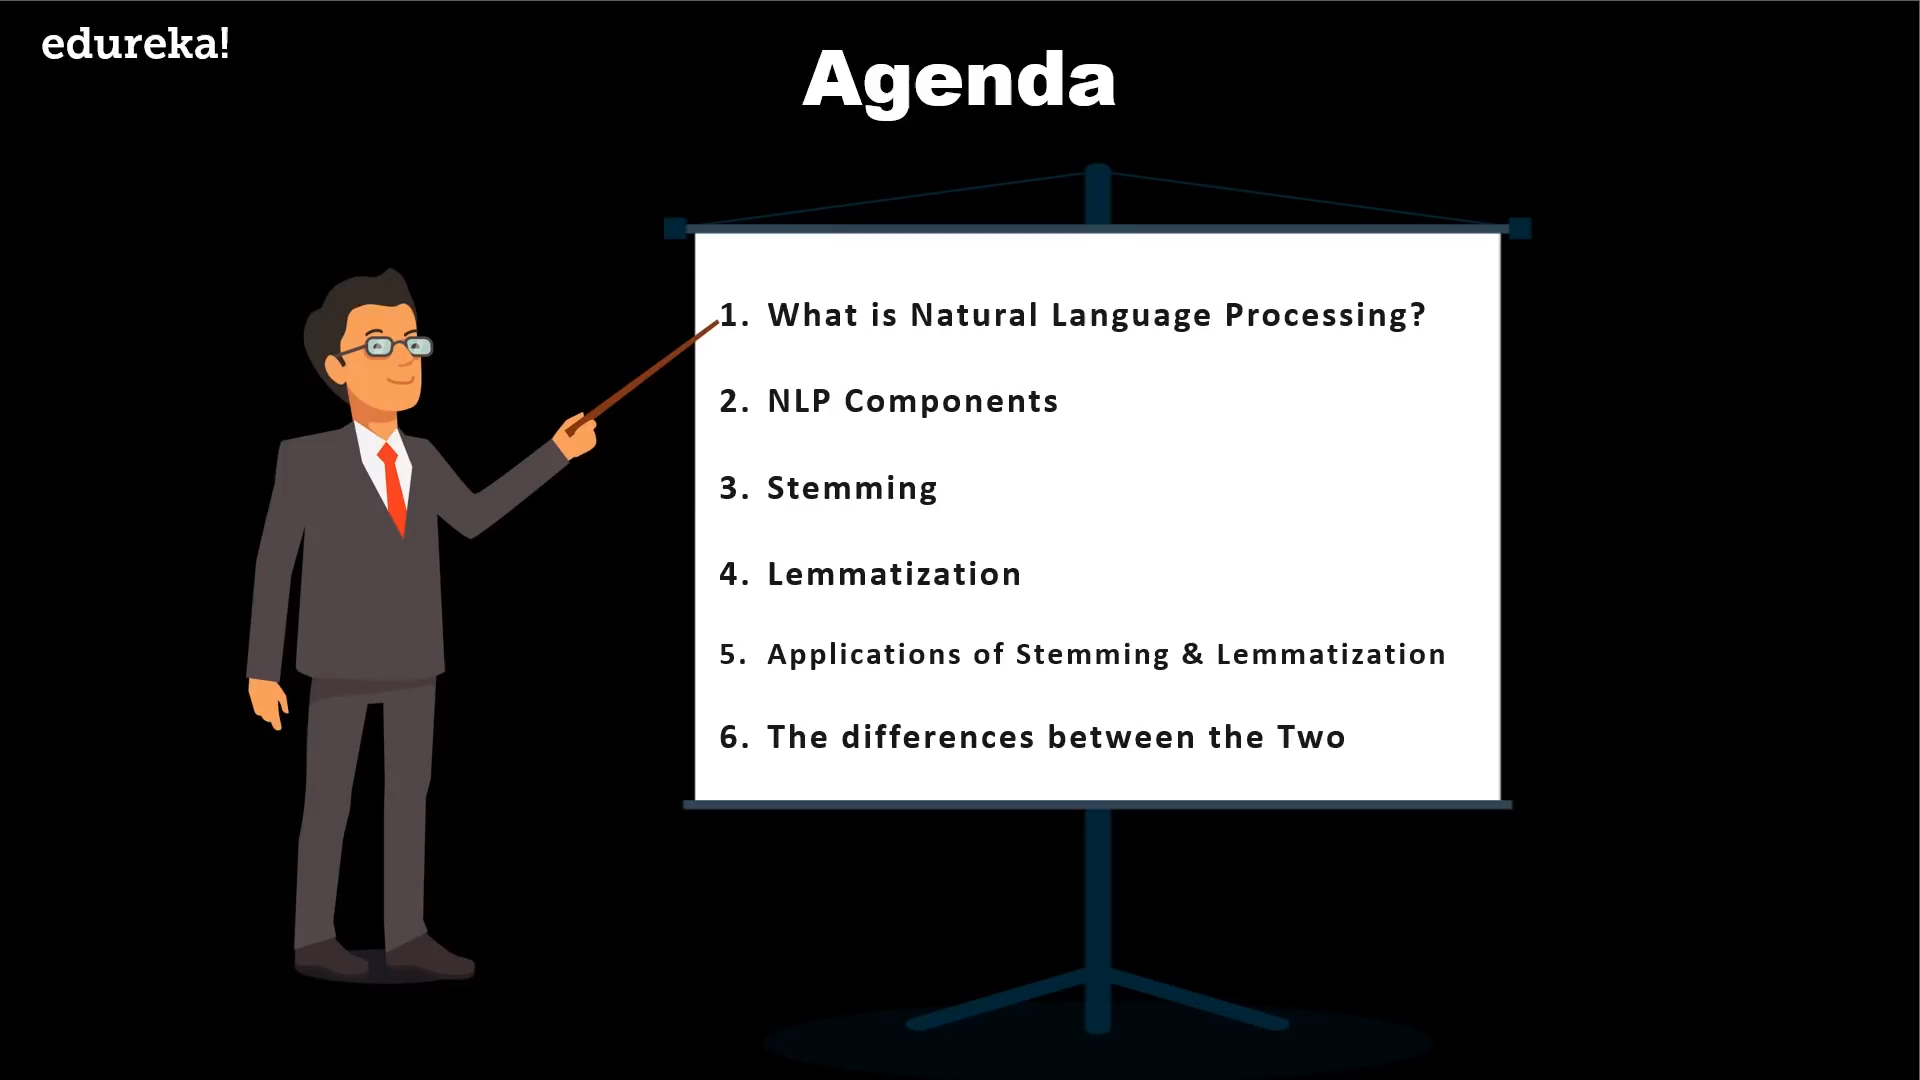 edureka!
Agenda
1. What is Natural Language Processing?
2. NLP Components
3. Stemming
4. Lemmatization
5. Applications of Stemming & Lemmatization
6. The differences between the Two